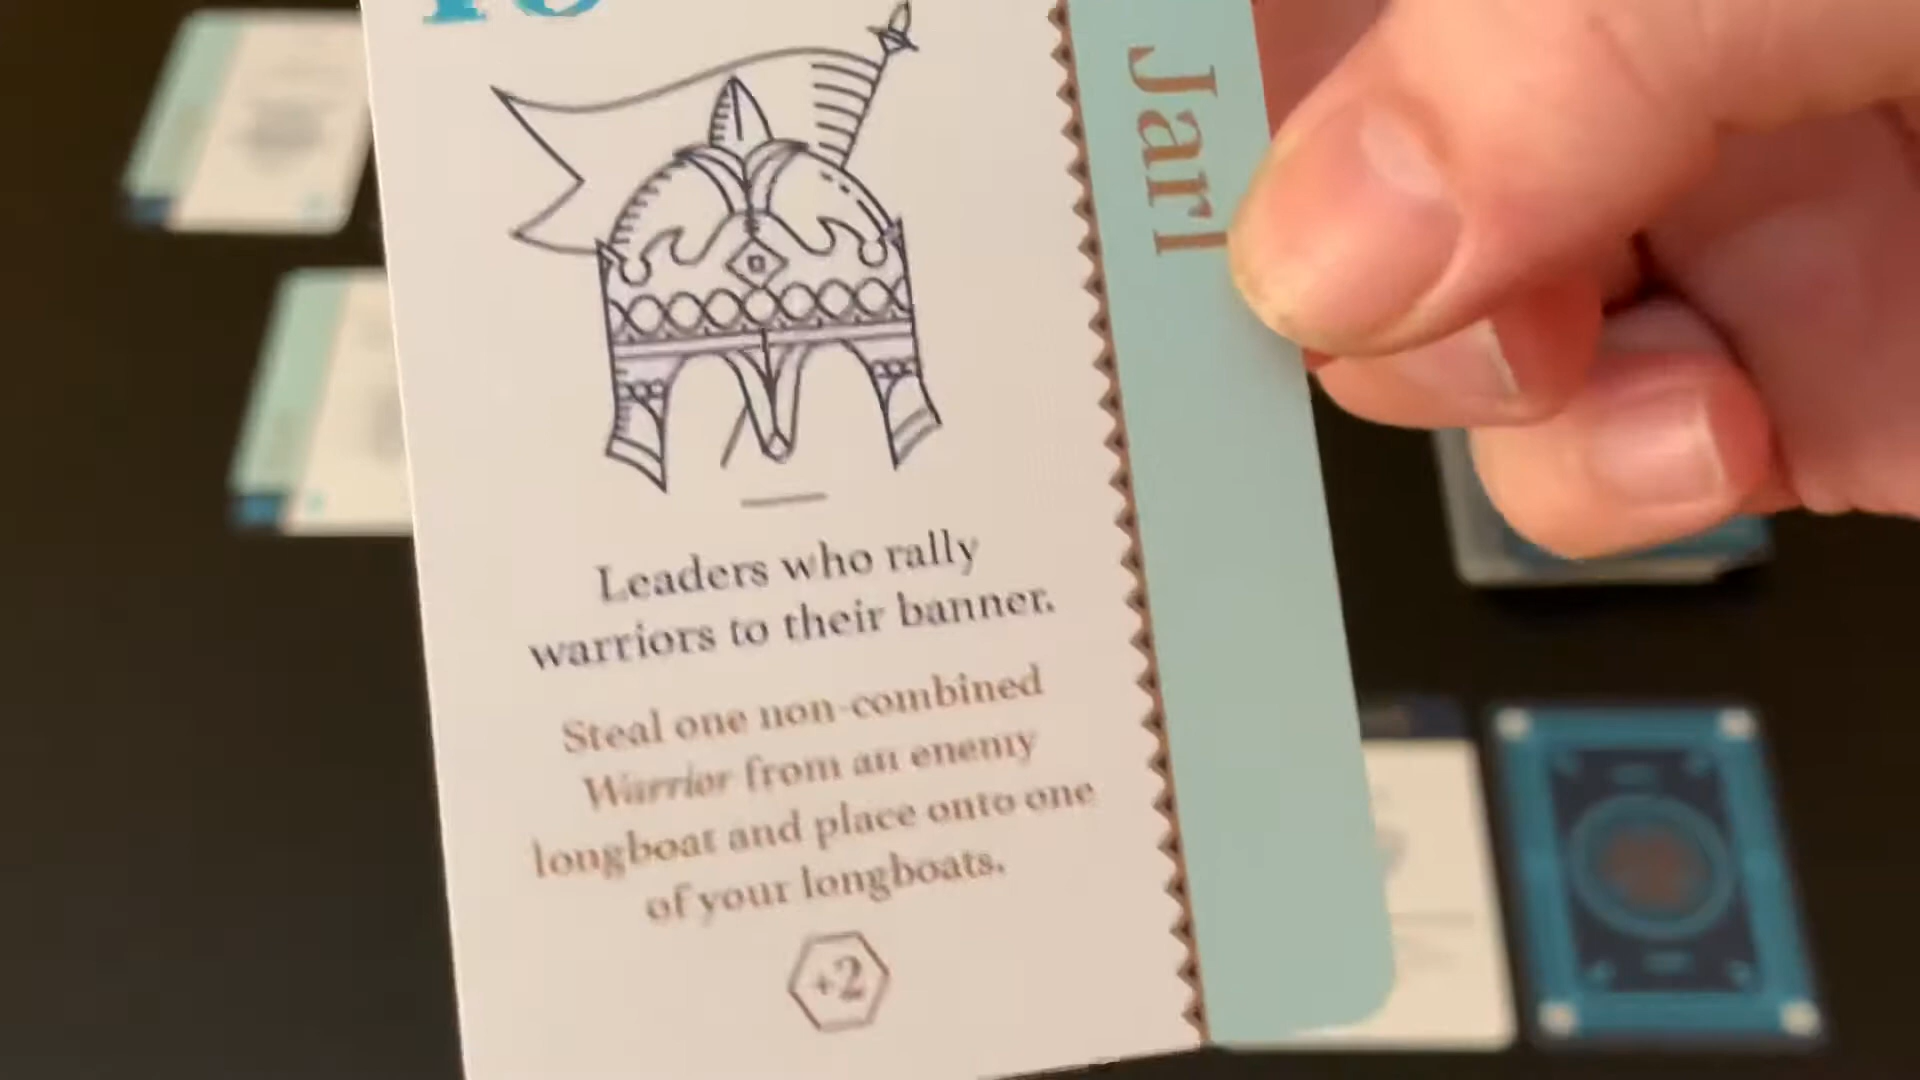 Jarl
Leaders who rally
warriors to their banner.
Steal one non-combined
Warrior from an enemy
longboat and place onto one
of your longboats.
+2